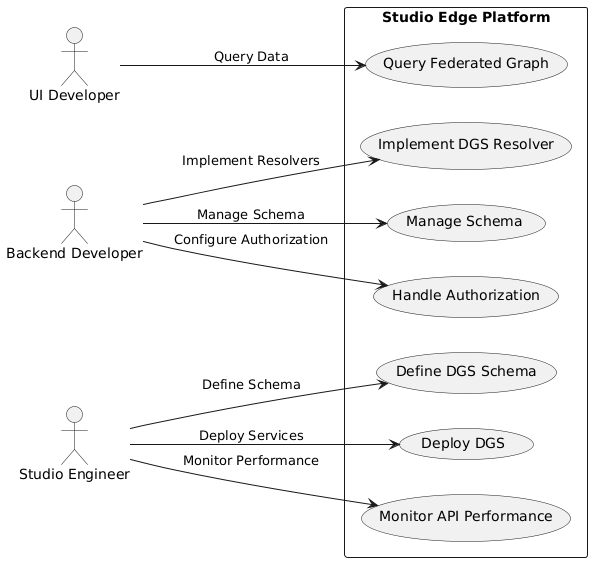 Studio Edge Platform
UI Developer
Query Data
Query Federated Graph
Backend Developer
Implement Resolvers
Implement DGS Resolver
Manage Schema
Manage Schema
Configure Authorization
Handle Authorization
Studio Engineer
Define Schema
Define DGS Schema
Deploy Services
Deploy DGS
Monitor Performance
Monitor API Performance